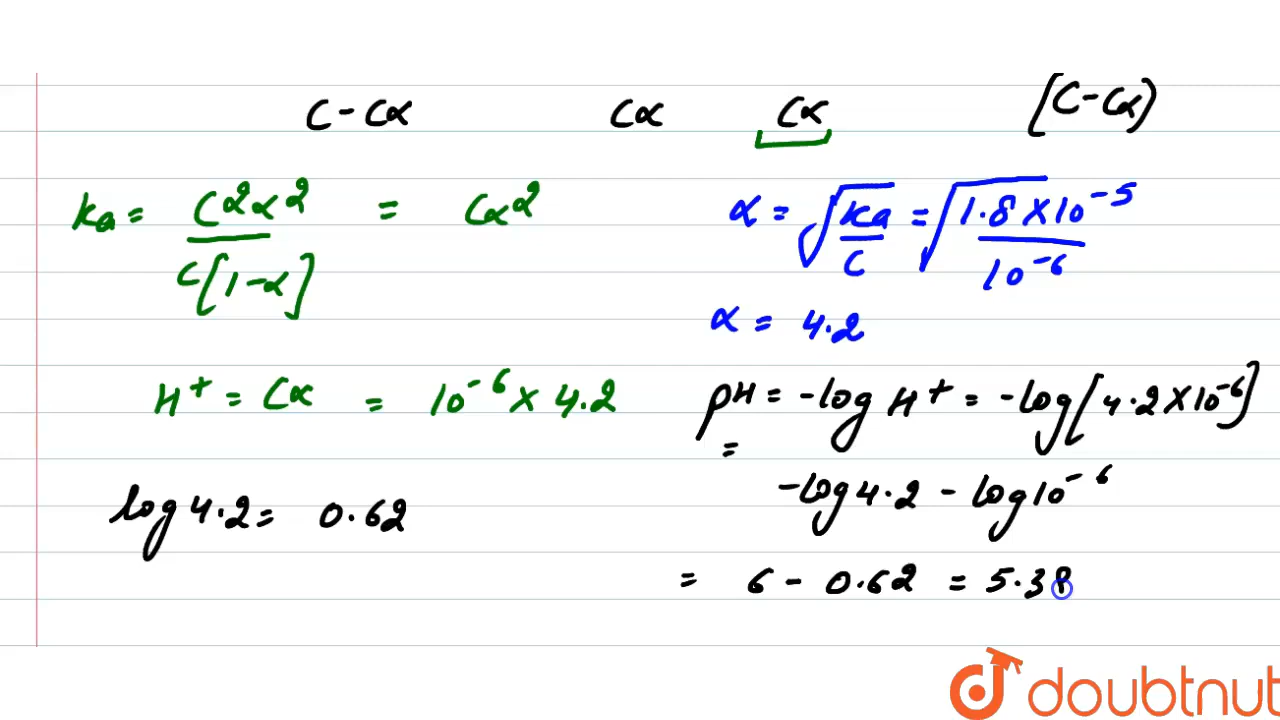 C - Cα Cα Cα [C-Cα)
ka = C²α² / C[1-α] = Cα²
α = √ka/C = √1.8 X 10⁻⁵ / 10⁻⁶
α = 4.2
H⁺ = Cα = 10⁻⁶ X 4.2
pH = -log H⁺ = -log[4.2 X 10⁻⁶]
=
-log 4.2 - log 10⁻⁶
log 4.2 = 0.62
= 6 - 0.62 = 5.38
doubtnut